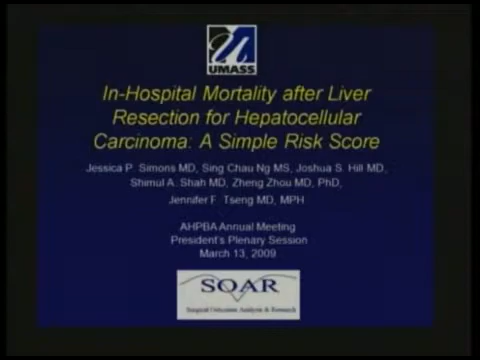 UMASS
In-Hospital Mortality after Liver
Resection for Hepatocellular
Carcinoma: A Simple Risk Score
Jessica P. Simons MD, Sing Chau Ng MS, Joshua S. Hill MD,
Shimul A. Shah MD, Zheng Zhou MD, PhD,
Jennifer F. Tseng MD, MPH
AHPBA Annual Meeting
President's Plenary Session
March 13, 2009
SOAR
Surgical Outcomes Analysis & Research